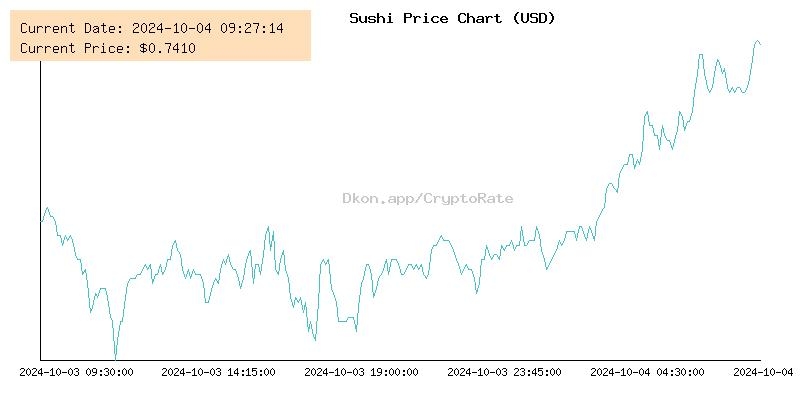 Sushi Price Chart (USD)
Current Date: 2024-10-04 09:27:14
Current Price: $0.7410
Dkon.app/CryptoRate
2024-10-03 09:30:00 2024-10-03 14:15:00 2024-10-03 19:00:00 2024-10-03 23:45:00 2024-10-04 04:30:00 2024-10-04